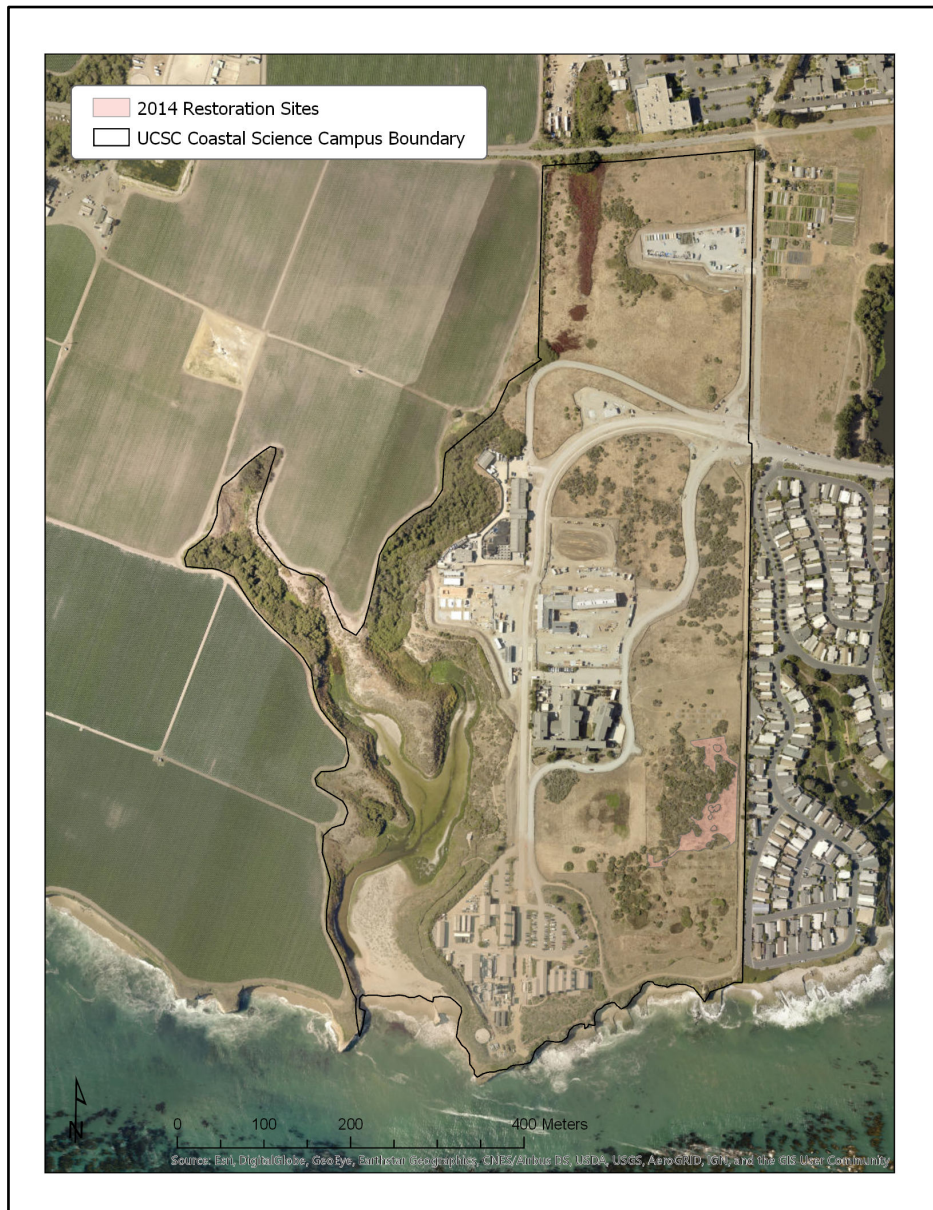 2014 Restoration Sites
UCSC Coastal Science Campus Boundary
N
0 100 200 400 Meters
Source: Esri, DigitalGlobe, GeoEye, Earthstar Geographics, CNES/Airbus DS, USDA, USGS, AeroGRID, IGN, and the GIS User Community